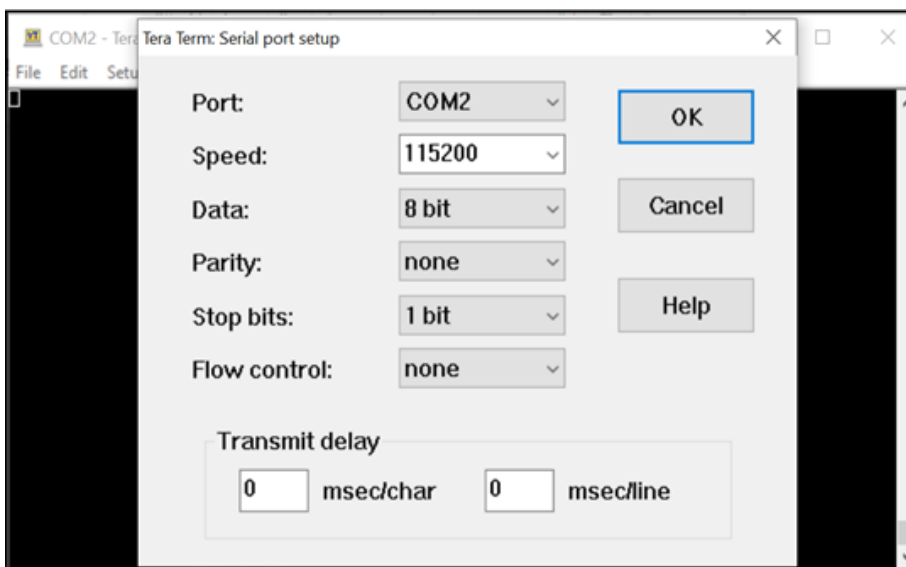 COM2 - Tera
Tera Term: Serial port setup
File Edit Setu
Port: COM2
OK
Speed: 115200
Data: 8 bit
Cancel
Parity: none
Stop bits: 1 bit
Help
Flow control: none
Transmit delay
0 msec/char 0 msec/line